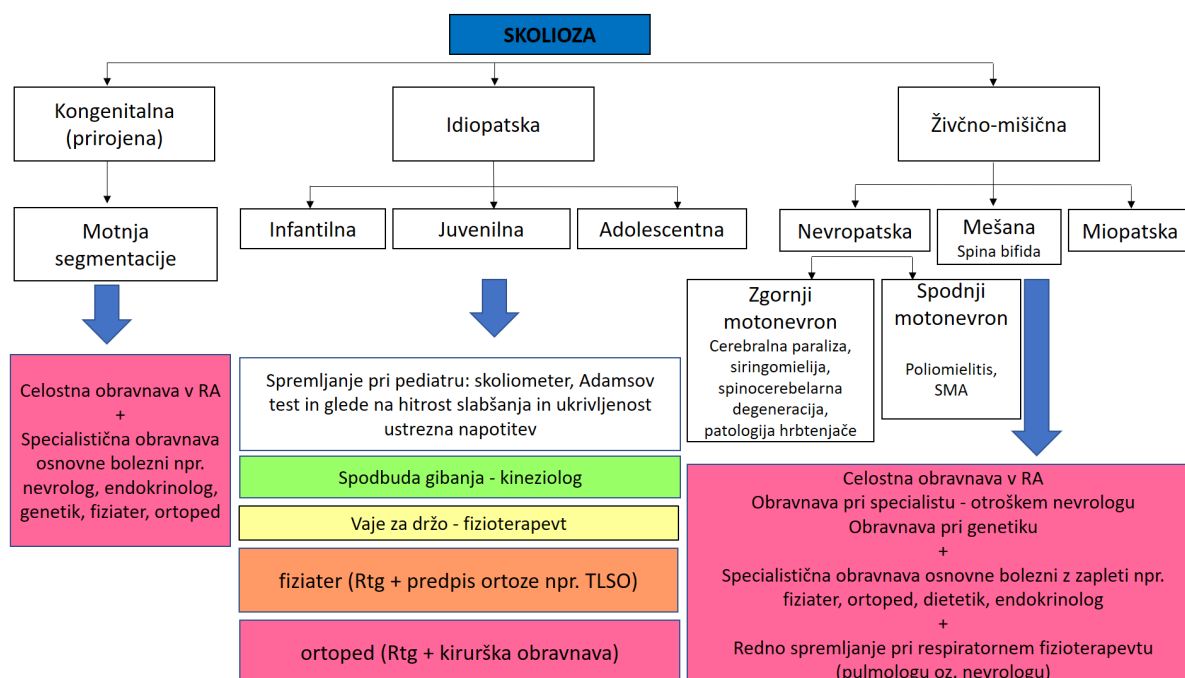 SKOLIOZA
Kongenitalna
(prirojena)
Idiopatska
Živčno-mišična
Motnja
segmentacije
Infantilna
Juvenilna
Adolescentna
Nevropatska
Mešana
Spina bifida
Miopatska
Zgornji
motonevron
Cerebralna paraliza,
siringomielija,
spinocerebelarna
degeneracija,
patologija hrbtenjače
Spodnji
motonevron
Poliomielitis,
SMA
Celostna obravnava v RA
+
Specialistična obravnava
osnovne bolezni npr.
nevrolog, endokrinolog,
genetik, fiziater, ortoped
Spremljanje pri pediatru: skoliometer, Adamsov
test in glede na hitrost slabšanja in ukrivljenost
ustrezna napotitev
Spodbuda gibanja - kineziolog
Vaje za držo - fizioterapevt
fiziater (Rtg + predpis ortoze npr. TLSO)
ortoped (Rtg + kirurška obravnava)
Celostna obravnava v RA
Obravnava pri specialistu - otroškem nevrologu
Obravnava pri genetiku
+
Specialistična obravnava osnovne bolezni z zapleti npr.
fiziater, ortoped, dietetik, endokrinolog
+
Redno spremljanje pri respiratornem fizioterapevtu
(pulmologu oz. nevrologu)